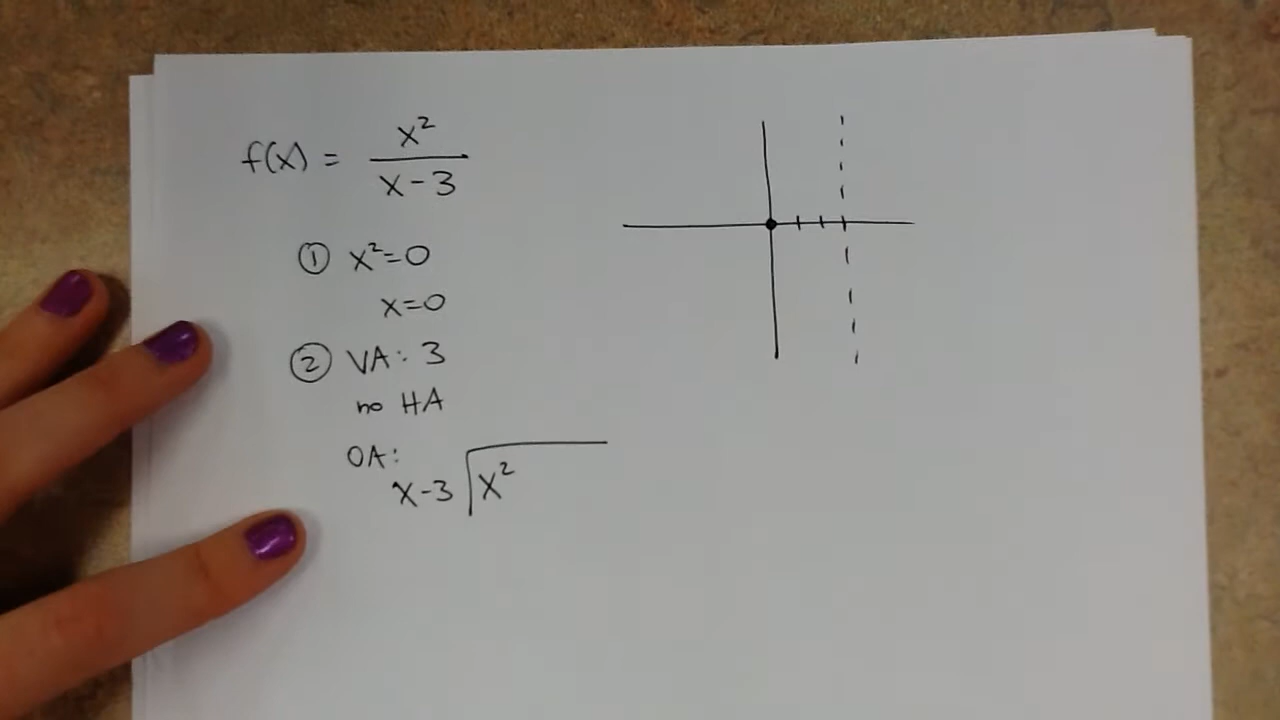 f(x) = x²/(x-3)
① x²=0
x=0
② VA: 3
no HA
OA:
x-3 | x²